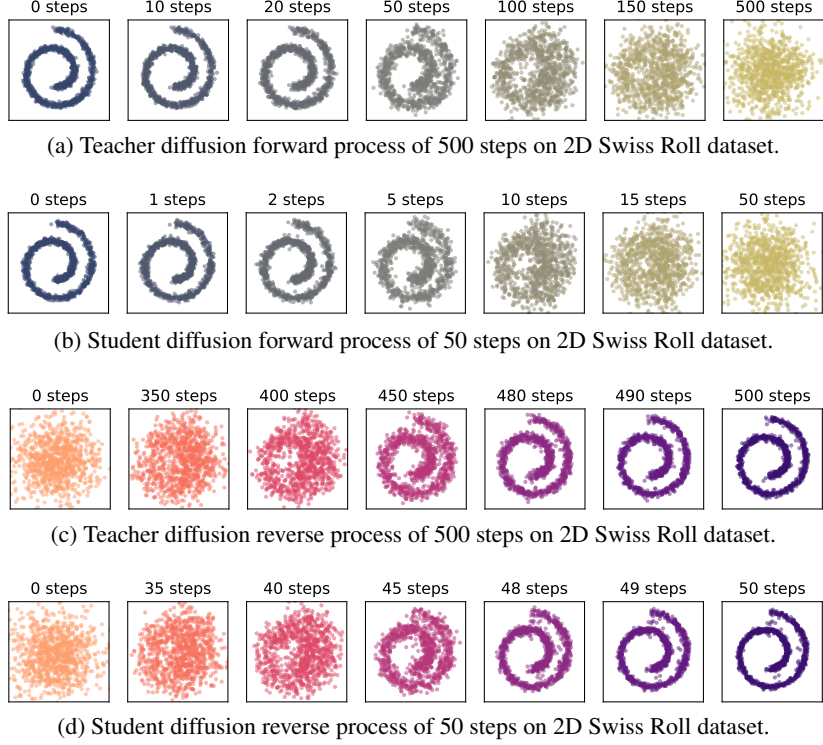 0 steps 10 steps 20 steps 50 steps 100 steps 150 steps 500 steps
(a) Teacher diffusion forward process of 500 steps on 2D Swiss Roll dataset.
0 steps 1 steps 2 steps 5 steps 10 steps 15 steps 50 steps
(b) Student diffusion forward process of 50 steps on 2D Swiss Roll dataset.
0 steps 350 steps 400 steps 450 steps 480 steps 490 steps 500 steps
(c) Teacher diffusion reverse process of 500 steps on 2D Swiss Roll dataset.
0 steps 35 steps 40 steps 45 steps 48 steps 49 steps 50 steps
(d) Student diffusion reverse process of 50 steps on 2D Swiss Roll dataset.